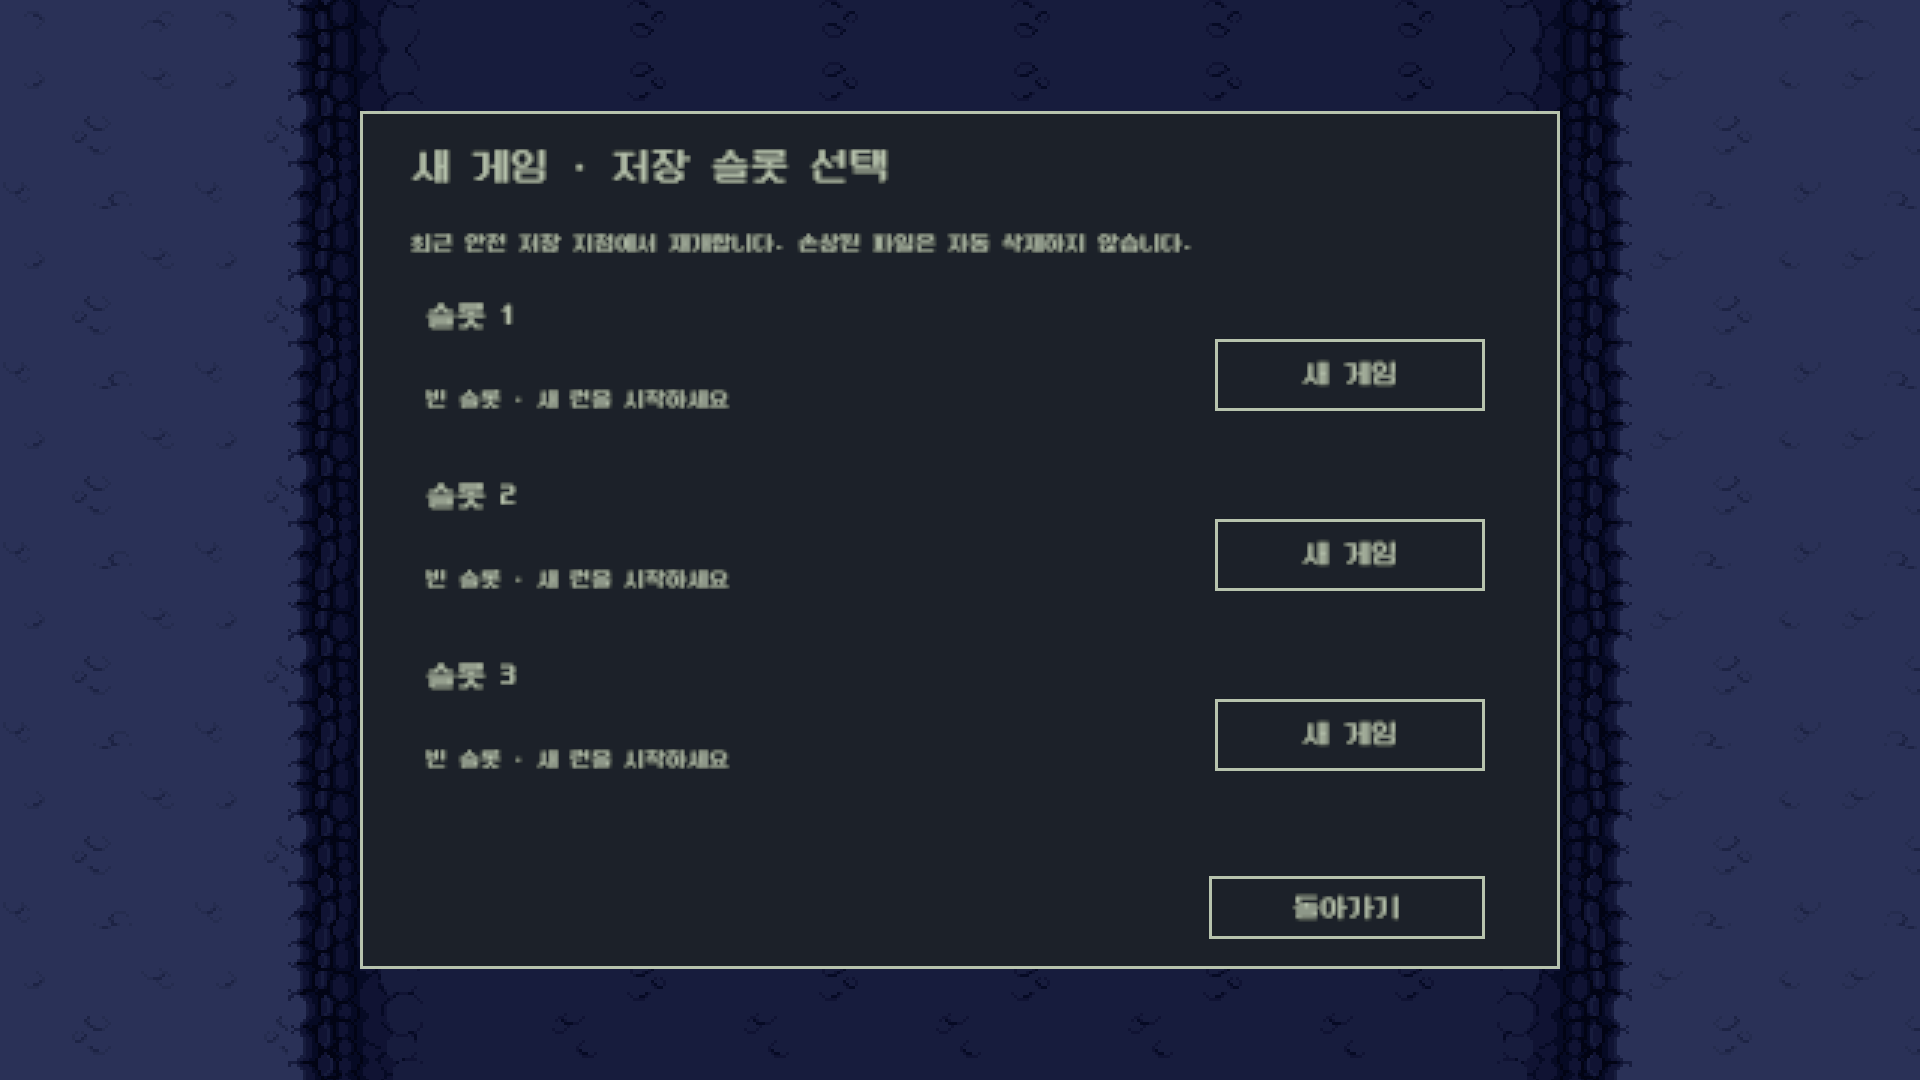 새 게임 · 저장 슬롯 선택
최근 안전 저장 지점에서 재개합니다. 손상된 파일은 자동 삭제하지 않습니다.
슬롯 1
새 게임
빈 슬롯 · 새 런을 시작하세요
슬롯 2
새 게임
빈 슬롯 · 새 런을 시작하세요
슬롯 3
새 게임
빈 슬롯 · 새 런을 시작하세요
돌아가기